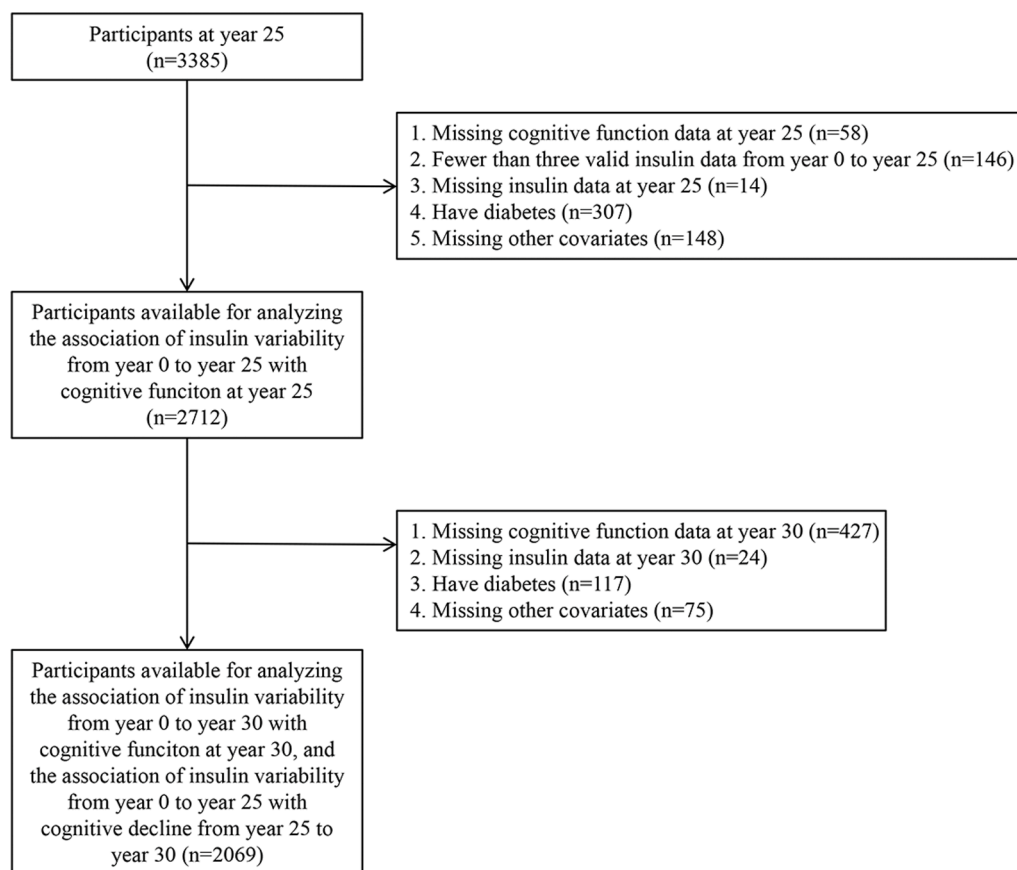 Participants at year 25
(n=3385)
1. Missing cognitive function data at year 25 (n=58)
2. Fewer than three valid insulin data from year 0 to year 25 (n=146)
3. Missing insulin data at year 25 (n=14)
4. Have diabetes (n=307)
5. Missing other covariates (n=148)
Participants available for analyzing
the association of insulin variability
from year 0 to year 25 with
cognitive funciton at year 25
(n=2712)
1. Missing cognitive function data at year 30 (n=427)
2. Missing insulin data at year 30 (n=24)
3. Have diabetes (n=117)
4. Missing other covariates (n=75)
Participants available for analyzing
the association of insulin variability
from year 0 to year 30 with
cognitive funciton at year 30, and
the association of insulin variability
from year 0 to year 25 with
cognitive decline from year 25 to
year 30 (n=2069)